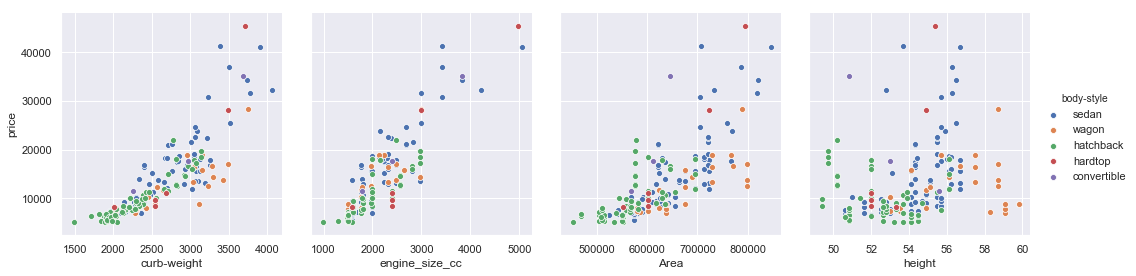 price
40000
30000
20000
10000
1500 2000 2500 3000 3500 4000
curb-weight
1000 2000 3000 4000 5000
engine_size_cc
500000 600000 700000 800000
Area
50 52 54 56 58 60
height
body-style
sedan
wagon
hatchback
hardtop
convertible